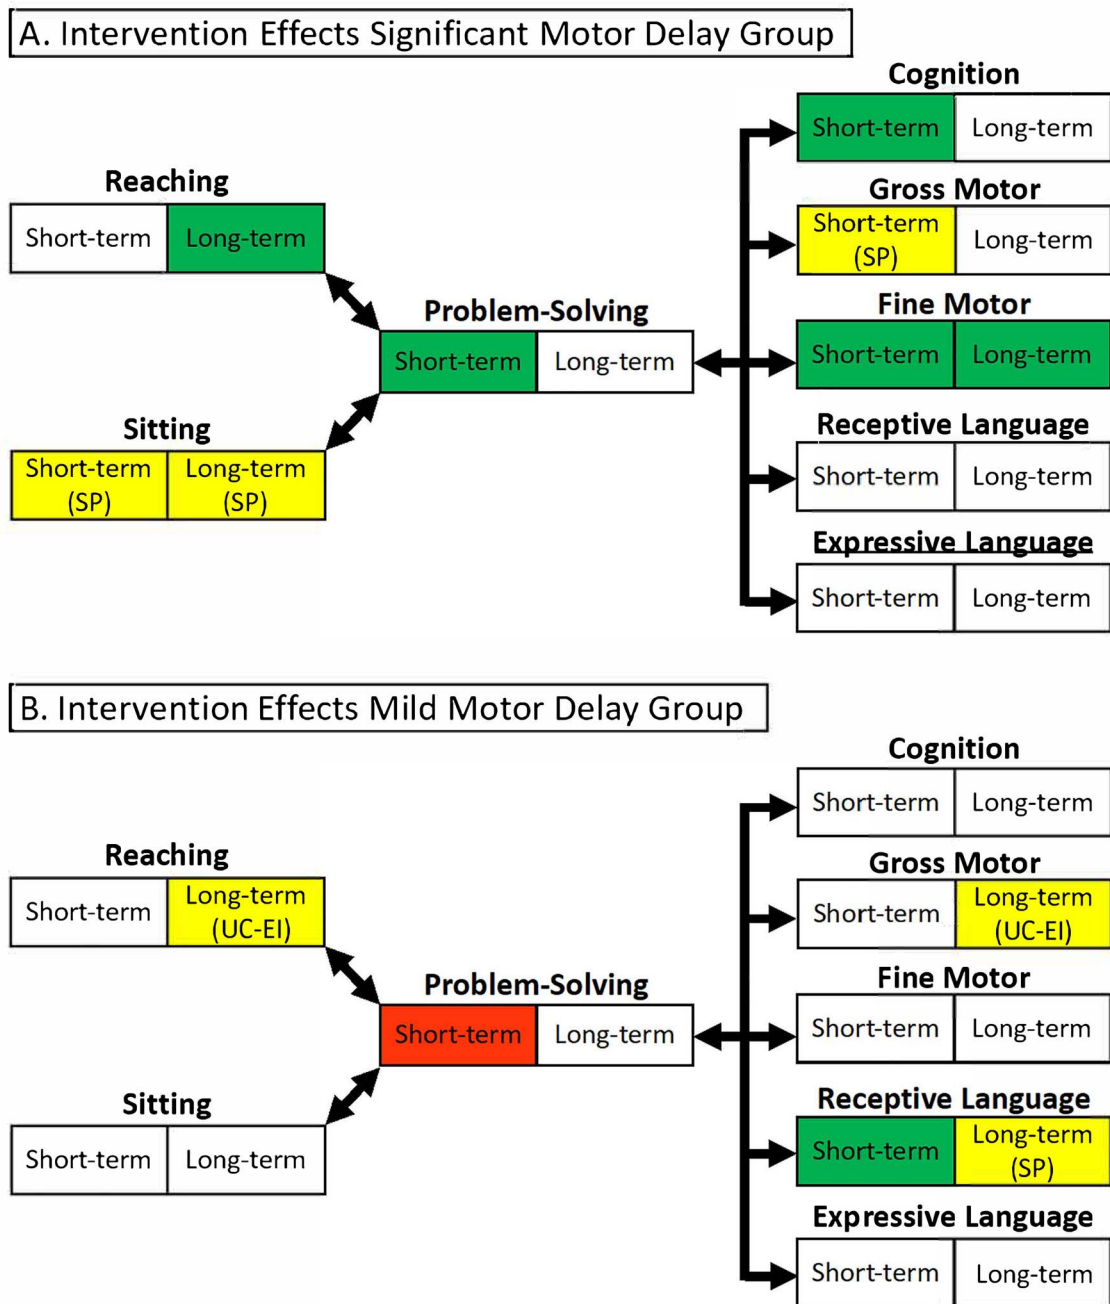 A. Intervention Effects Significant Motor Delay Group
Reaching
Short-term
Long-term
Sitting
Short-term
(SP)
Long-term
(SP)
Problem-Solving
Short-term
Long-term
Cognition
Short-term
Long-term
Gross Motor
Short-term
(SP)
Long-term
Fine Motor
Short-term
Long-term
Receptive Language
Short-term
Long-term
Expressive Language
Short-term
Long-term
B. Intervention Effects Mild Motor Delay Group
Reaching
Short-term
Long-term
(UC-EI)
Sitting
Short-term
Long-term
Problem-Solving
Short-term
Long-term
Cognition
Short-term
Long-term
Gross Motor
Short-term
Long-term
(UC-EI)
Fine Motor
Short-term
Long-term
Receptive Language
Short-term
Long-term
(SP)
Expressive Language
Short-term
Long-term